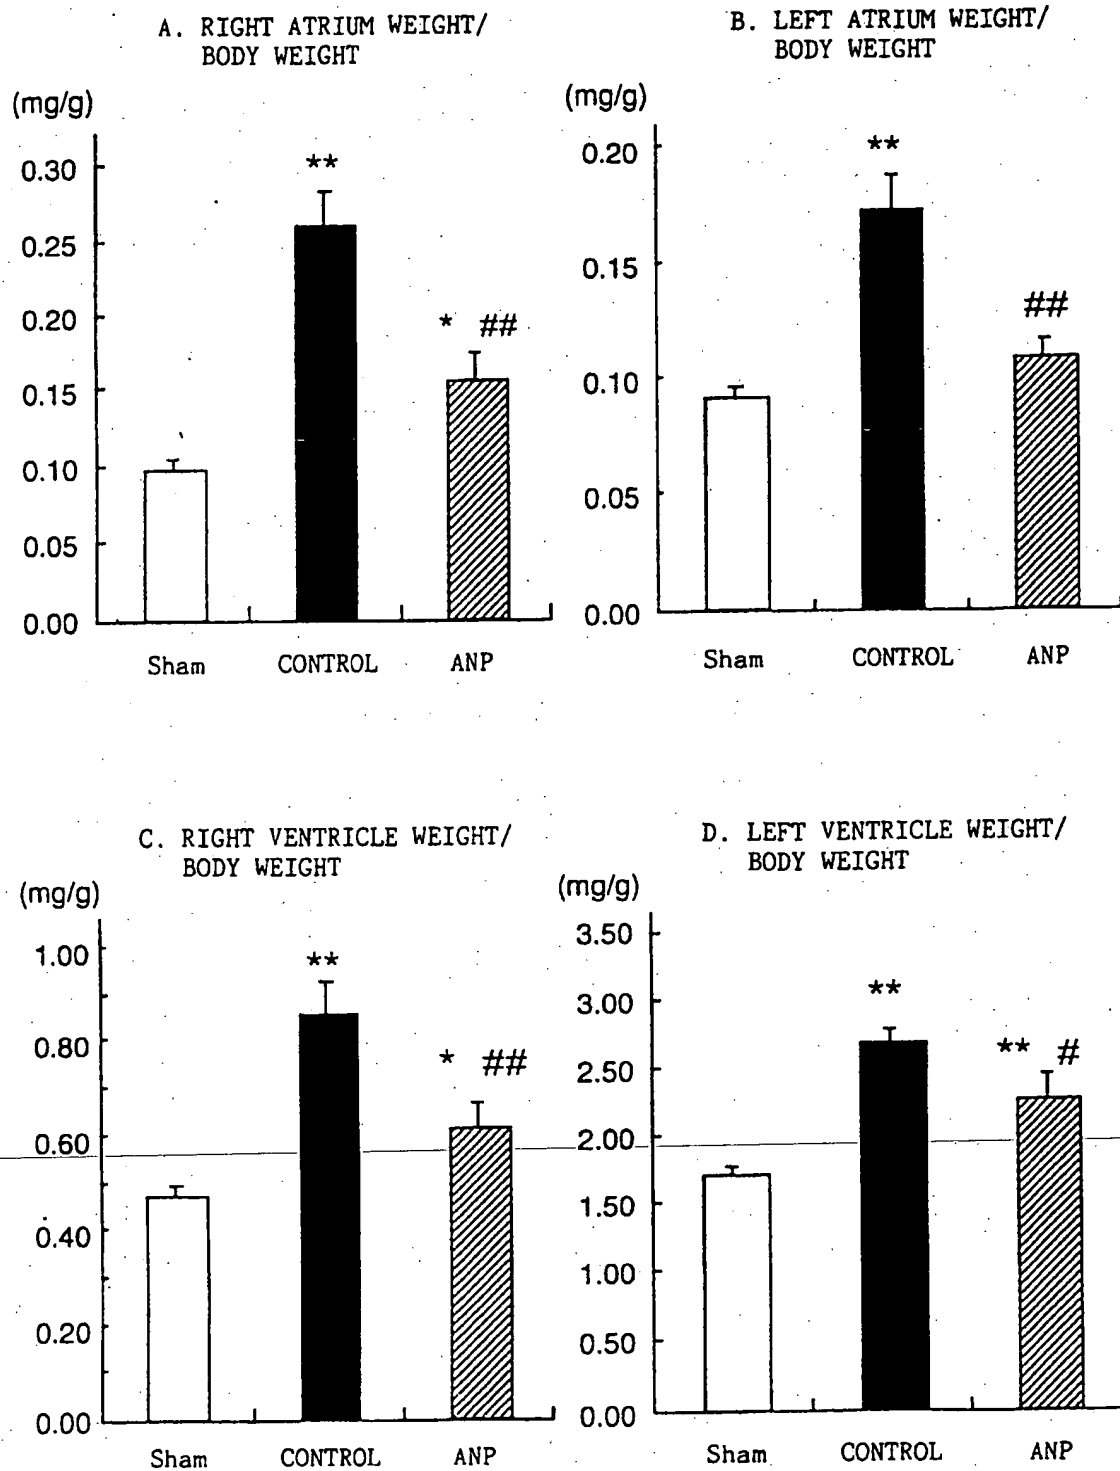 A. RIGHT ATRIUM WEIGHT/
BODY WEIGHT
(mg/g)
0.30
0.25
0.20
0.15
0.10
0.05
0.00
**
* ##
Sham CONTROL ANP
B. LEFT ATRIUM WEIGHT/
BODY WEIGHT
(mg/g)
0.20
0.15
0.10
0.05
0.00
**
##
Sham CONTROL ANP
C. RIGHT VENTRICLE WEIGHT/
BODY WEIGHT
(mg/g)
1.00
0.80
0.60
0.40
0.20
0.00
**
* ##
Sham CONTROL ANP
D. LEFT VENTRICLE WEIGHT/
BODY WEIGHT
(mg/g)
3.50
3.00
2.50
2.00
1.50
1.00
0.50
0.00
**
** #
Sham CONTROL ANP